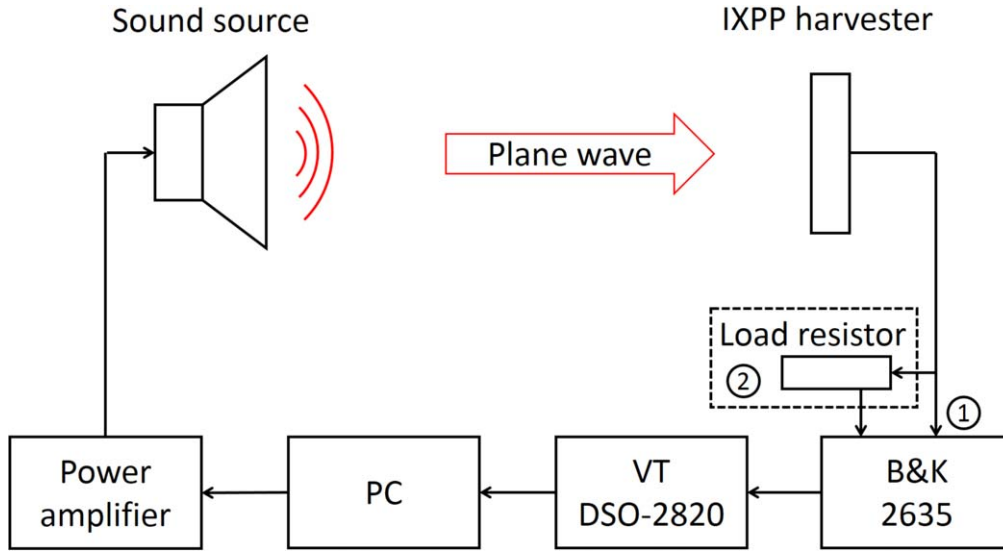 Sound source
IXPP harvester
Plane wave
Load resistor
②
①
Power
amplifier
PC
VT
DSO-2820
B&K
2635